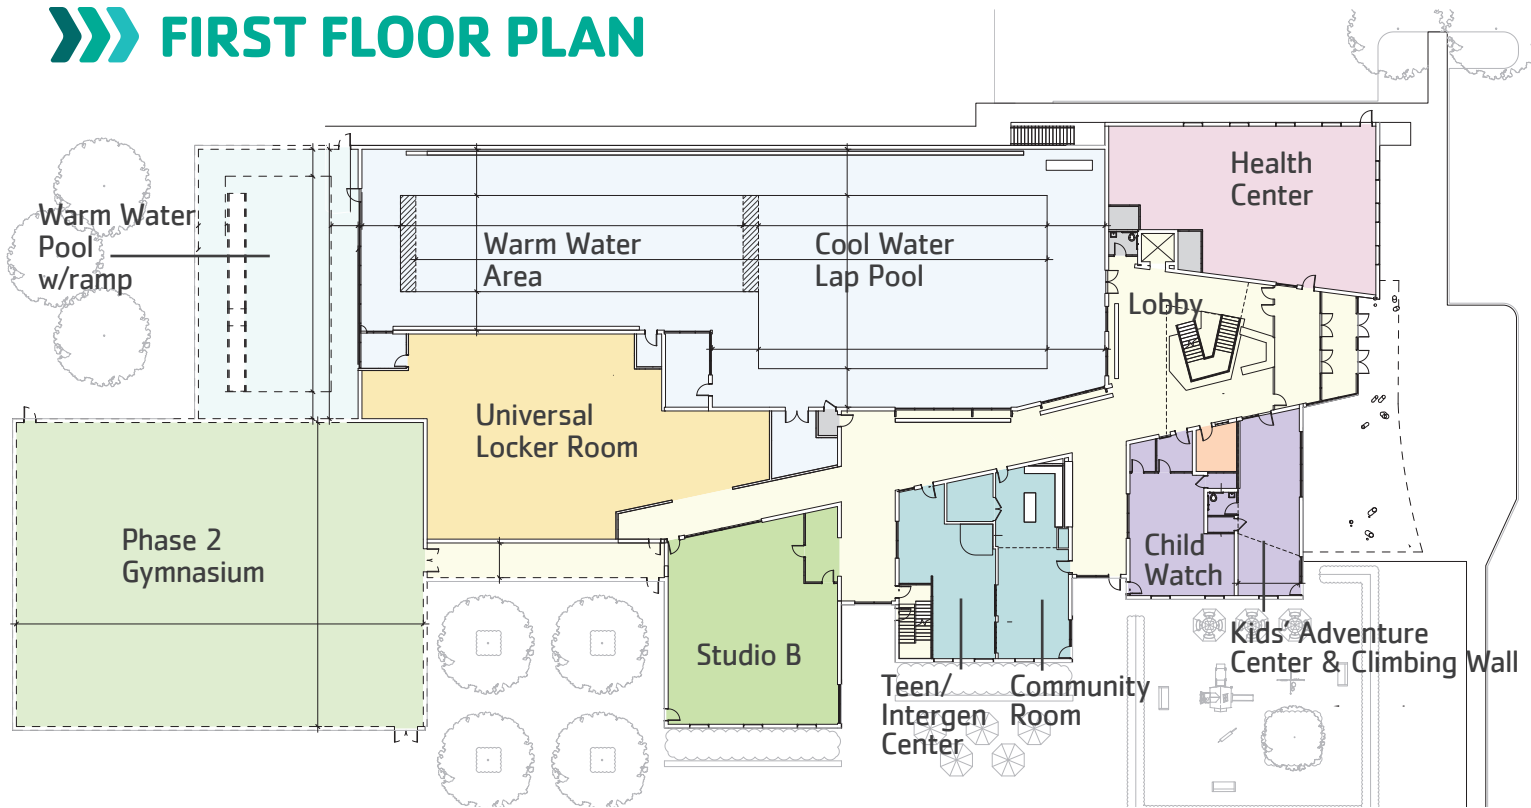 FIRST FLOOR PLAN
Health
Center
Warm Water
Pool
w/ramp
Warm Water
Area
Cool Water
Lap Pool
Lobby
Universal
Locker Room
Phase 2
Gymnasium
Child
Watch
Studio B
Kids' Adventure
Center & Climbing Wall
Teen/
Intergen
Center
Community
Room